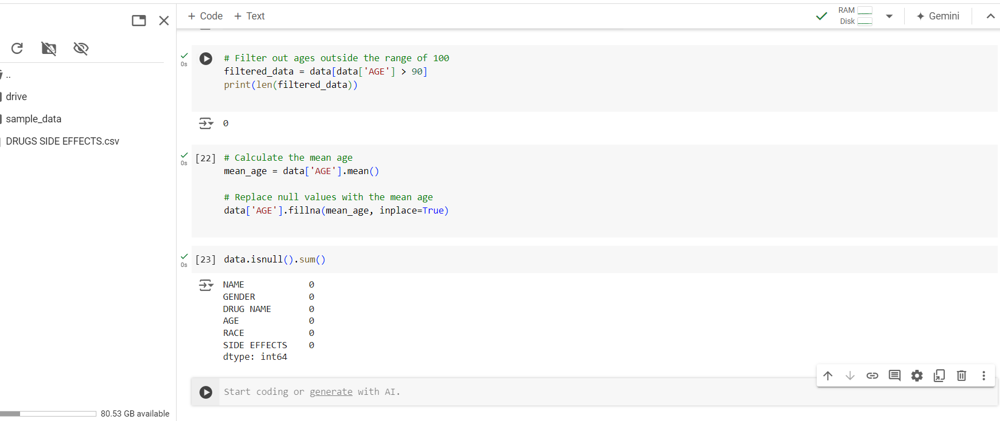 + Code + Text
RAM
Disk
Gemini
..
drive
sample_data
DRUGS SIDE EFFECTS.csv
80.53 GB available
0s
# Filter out ages outside the range of 100
filtered_data = data[data['AGE'] > 90]
print(len(filtered_data))
0
0s
[22]
# Calculate the mean age
mean_age = data['AGE'].mean()
# Replace null values with the mean age
data['AGE'].fillna(mean_age, inplace=True)
0s
[23] data.isnull().sum()
NAME 0
GENDER 0
DRUG NAME 0
AGE 0
RACE 0
SIDE EFFECTS 0
dtype: int64
Start coding or generate with AI.